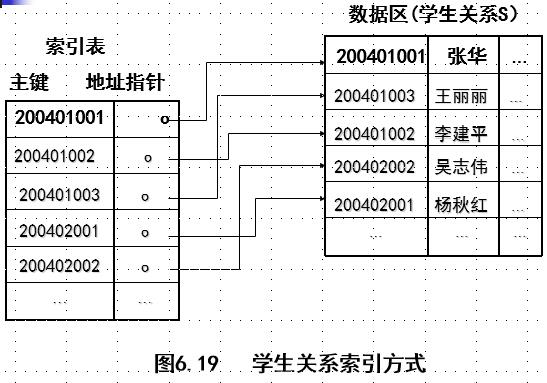 数据区(学生关系S)
索引表
主键 地址指针
200401001 o
200401002 o
200401003 o
200402001 o
200402002 o
... ...
200401001 张华 ...
200401003 王丽丽 ...
200401002 李建平 ...
200402002 吴志伟 ...
200402001 杨秋红 ...
... ... ...
图6.19 学生关系索引方式